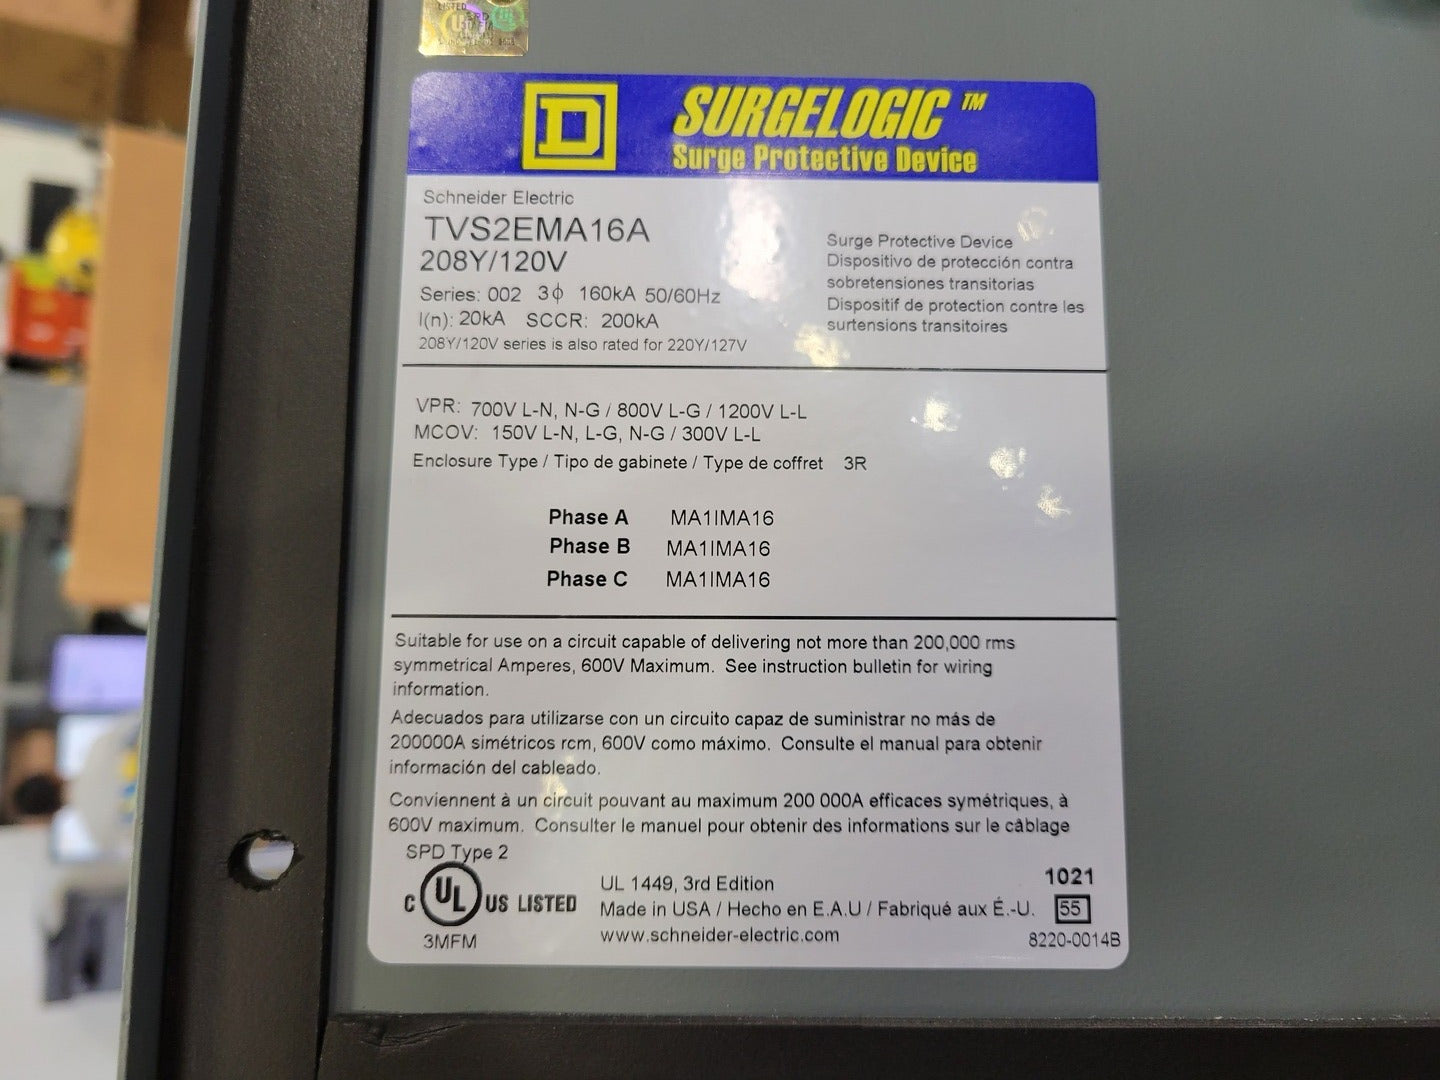 LISTED
D
SURGELOGIC™
Surge Protective Device
Schneider Electric
TVS2EMA16A
208Y/120V
Series: 002 3ϕ 160kA 50/60Hz
I(n): 20kA SCCR: 200kA
208Y/120V series is also rated for 220Y/127V
Surge Protective Device
Dispositivo de protección contra
sobretensiones transitorias
Dispositif de protection contre les
surtensions transitoires
VPR: 700V L-N, N-G / 800V L-G / 1200V L-L
MCOV: 150V L-N, L-G, N-G / 300V L-L
Enclosure Type / Tipo de gabinete / Type de coffret 3R
Phase A MA1IMA16
Phase B MA1IMA16
Phase C MA1IMA16
Suitable for use on a circuit capable of delivering not more than 200,000 rms
symmetrical Amperes, 600V Maximum. See instruction bulletin for wiring
information.
Adecuados para utilizarse con un circuito capaz de suministrar no más de
200000A simétricos rcm, 600V como máximo. Consulte el manual para obtenir
información del cableado.
Conviennent à un circuit pouvant au maximum 200 000A efficaces symétriques, à
600V maximum. Consulter le manuel pour obtenir des informations sur le câblage
SPD Type 2
C UL US LISTED
3MFM
UL 1449, 3rd Edition
Made in USA / Hecho en E.A.U / Fabriqué aux É.-U.
www.schneider-electric.com
1021
55
8220-0014B